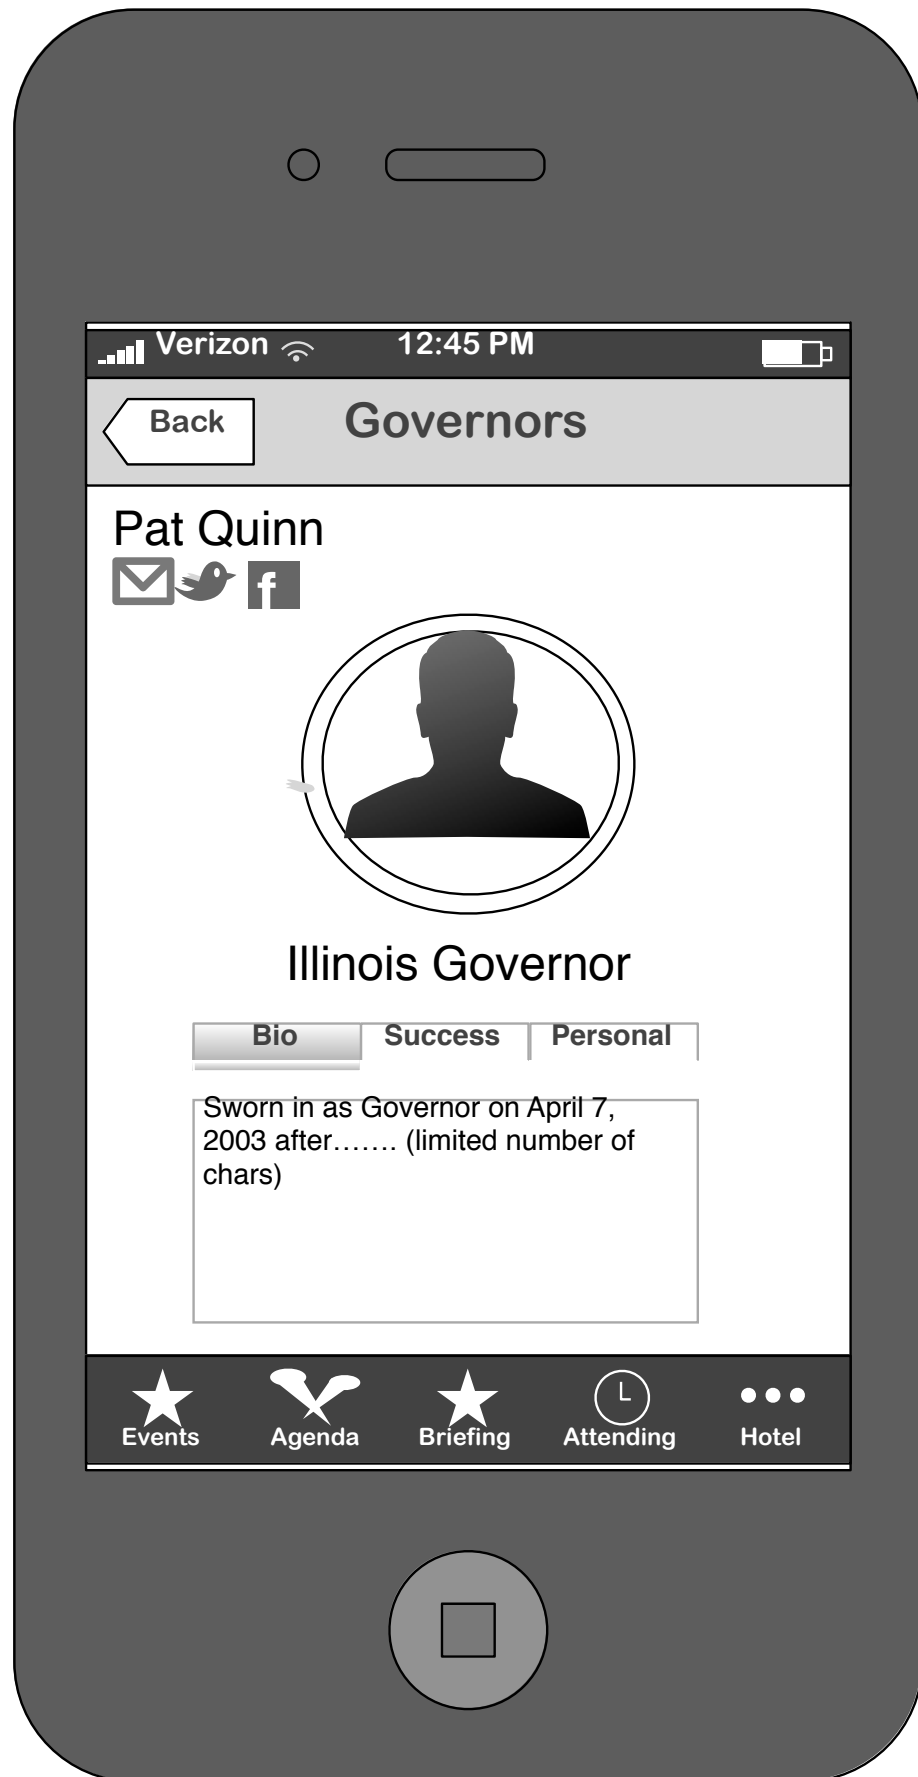 Verizon 12:45 PM
Back Governors
Pat Quinn
f
Illinois Governor
Bio Success Personal
Sworn in as Governor on April 7,
2003 after……. (limited number of
chars)
Events Agenda Briefing Attending Hotel